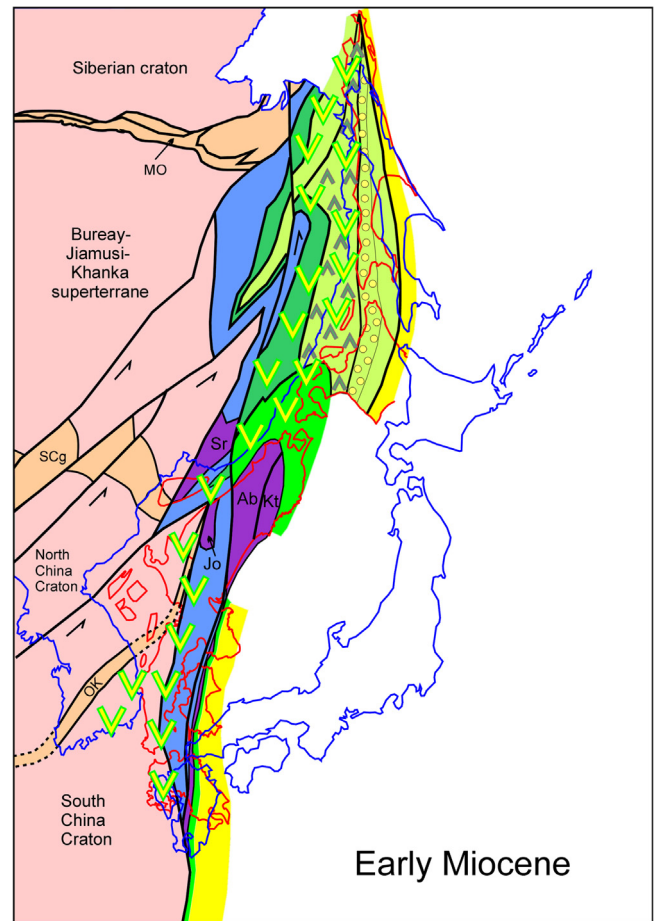 Siberian craton
MO
Bureay-
Jiamusi-
Khanka
superterrane
SCg
Sr
Ab
Kt
North
China
Craton
Jo
OK
South
China
Craton
Early Miocene